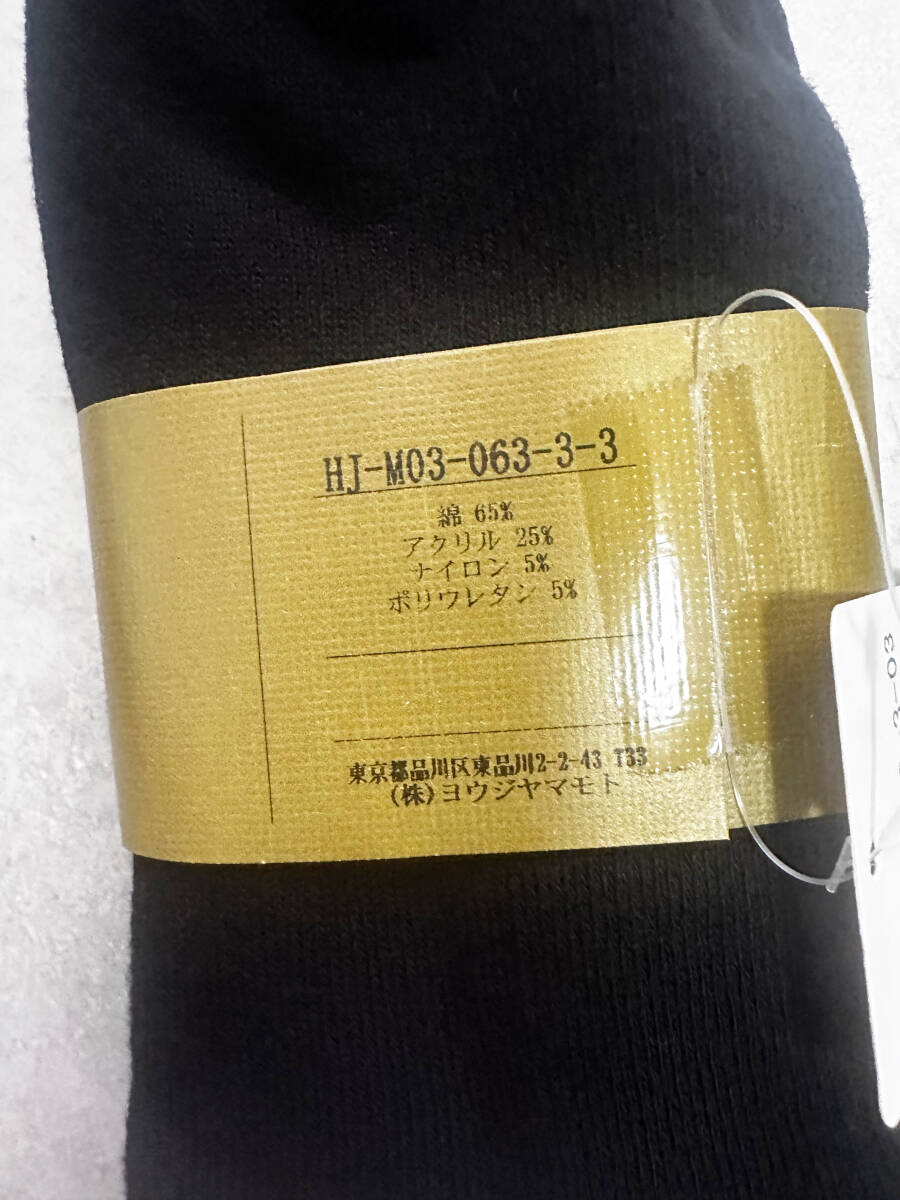 HJ-M03-063-3-3
綿 65%
アクリル 25%
ナイロン 5%
ポリウレタン 5%
東京都品川区東品川2-2-43 T33
(株)ヨウジヤマモト
3-03